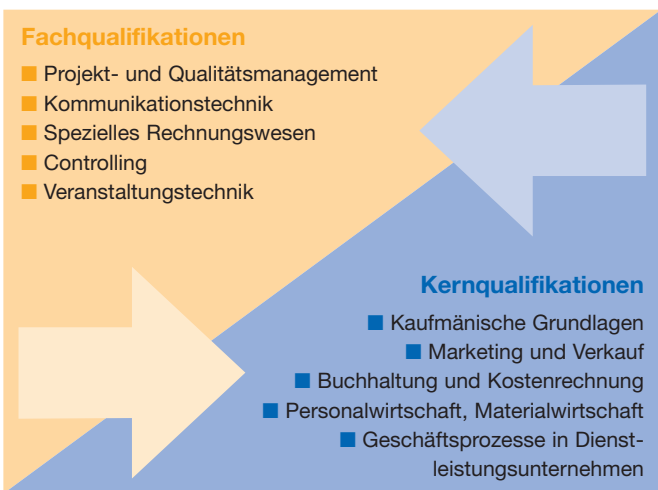 Fachqualifikationen
■ Projekt- und Qualitätsmanagement
■ Kommunikationstechnik
■ Spezielles Rechnungswesen
■ Controlling
■ Veranstaltungstechnik
Kernqualifikationen
■ Kaufmänische Grundlagen
■ Marketing und Verkauf
■ Buchhaltung und Kostenrechnung
■ Personalwirtschaft, Materialwirtschaft
■ Geschäftsprozesse in Dienst-
leistungsunternehmen